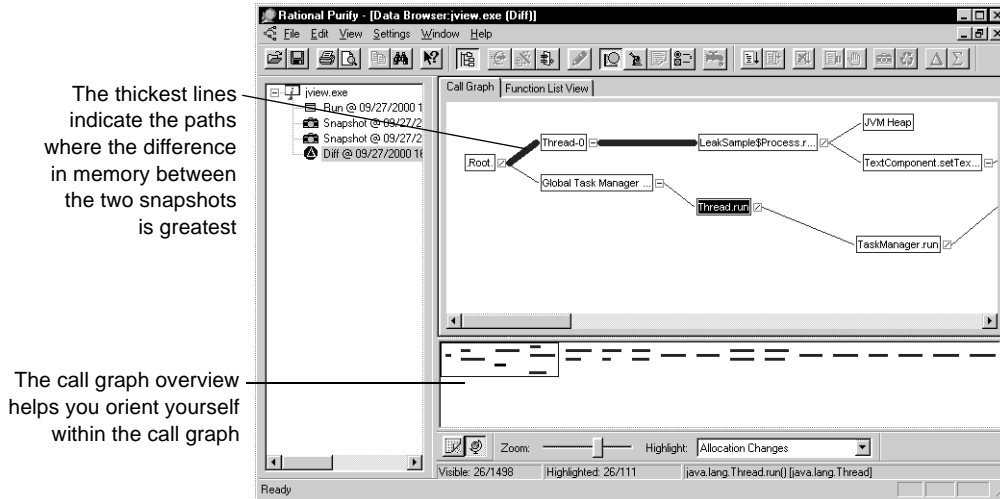 Rational Purify - [Data Browser:jview.exe (Diff)]
File Edit View Settings Window Help
jview.exe
Run @ 09/27/2000 1
Snapshot @ 09/27/2
Snapshot @ 09/27/2
Diff @ 09/27/2000 18
Call Graph Function List View
.Root.
Thread-0
Global Task Manager ...
LeakSample$Process.r...
Thread.run
JVM Heap
TextComponent.setTex...
TaskManager.run
The thickest lines
indicate the paths
where the difference
in memory between
the two snapshots
is greatest
The call graph overview
helps you orient yourself
within the call graph
Zoom: Highlight: Allocation Changes
Visible: 26/1498 Highlighted: 26/111 java.lang.Thread.run() [java.lang.Thread]
Ready